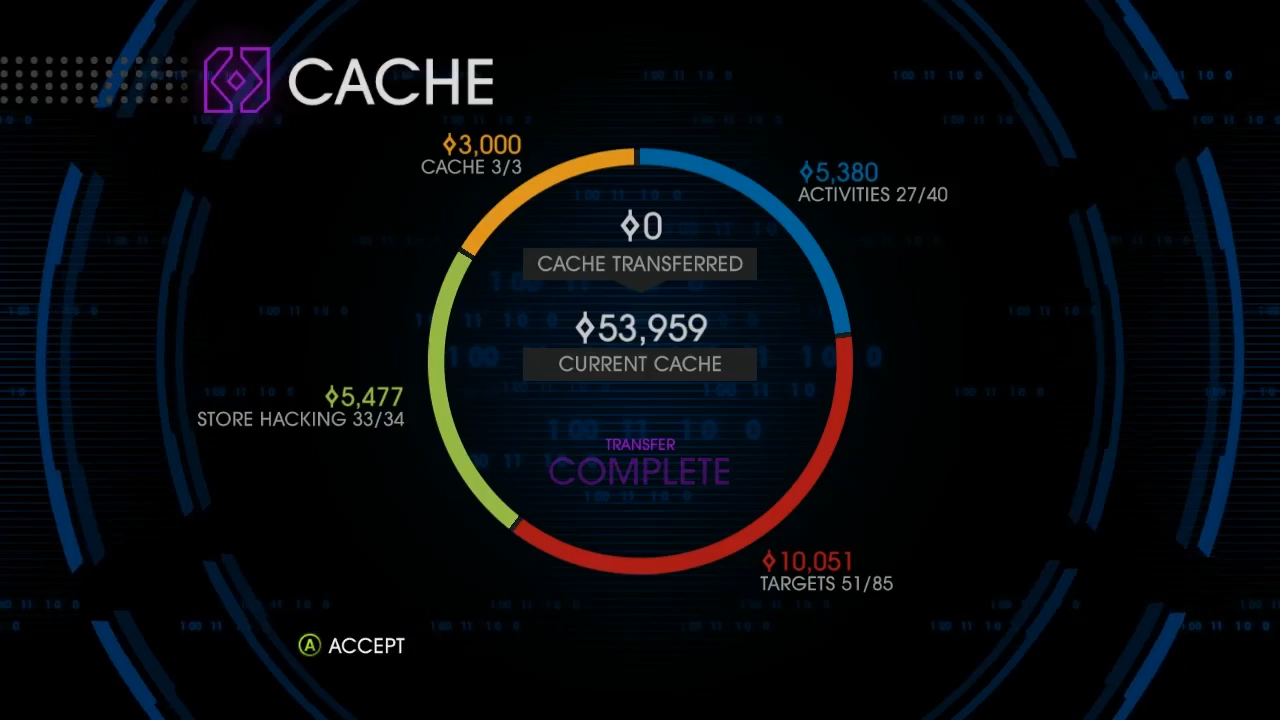 CACHE
3,000
CACHE 3/3
5,380
ACTIVITIES 27/40
0
CACHE TRANSFERRED
53,959
CURRENT CACHE
5,477
STORE HACKING 33/34
TRANSFER
COMPLETE
10,051
TARGETS 51/85
A ACCEPT